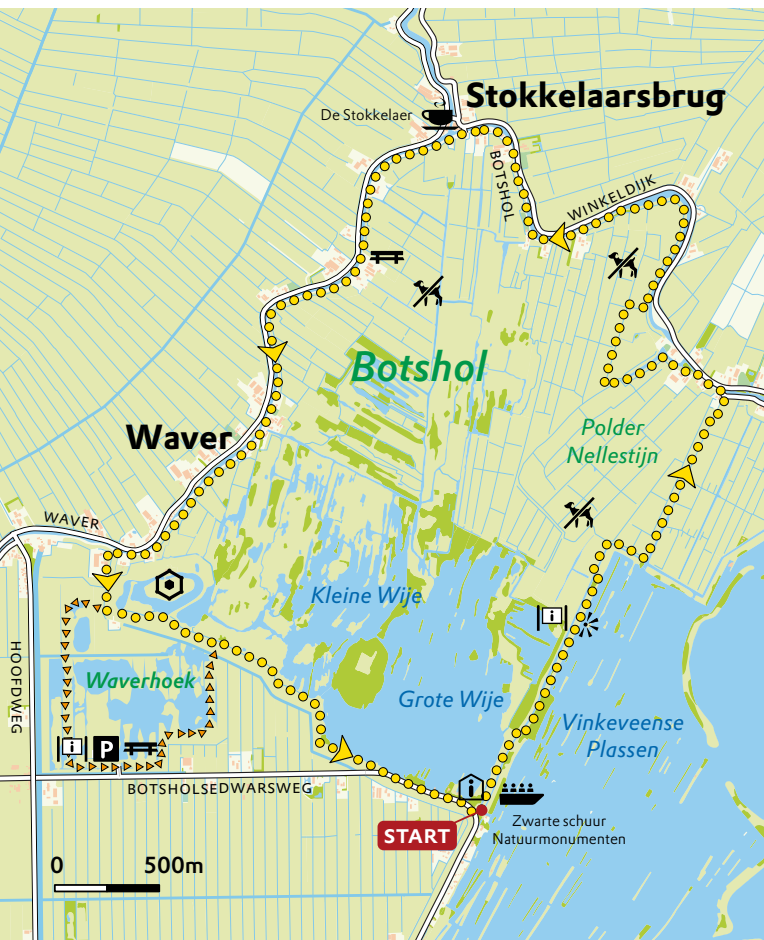 Stokkelaarsbrug
De Stokkelaer
BOTSHOL
WINKELDIJK
Botshol
Waver
Polder
Nellestijn
WAVER
Kleine Wije
i
HOOFDWEG
Waverhoek
Grote Wije
Vinkeveense
Plassen
i
P
BOTSHOLSEDWARSWEG
i
Zwarte schuur
Natuurmonumenten
START
0 500m